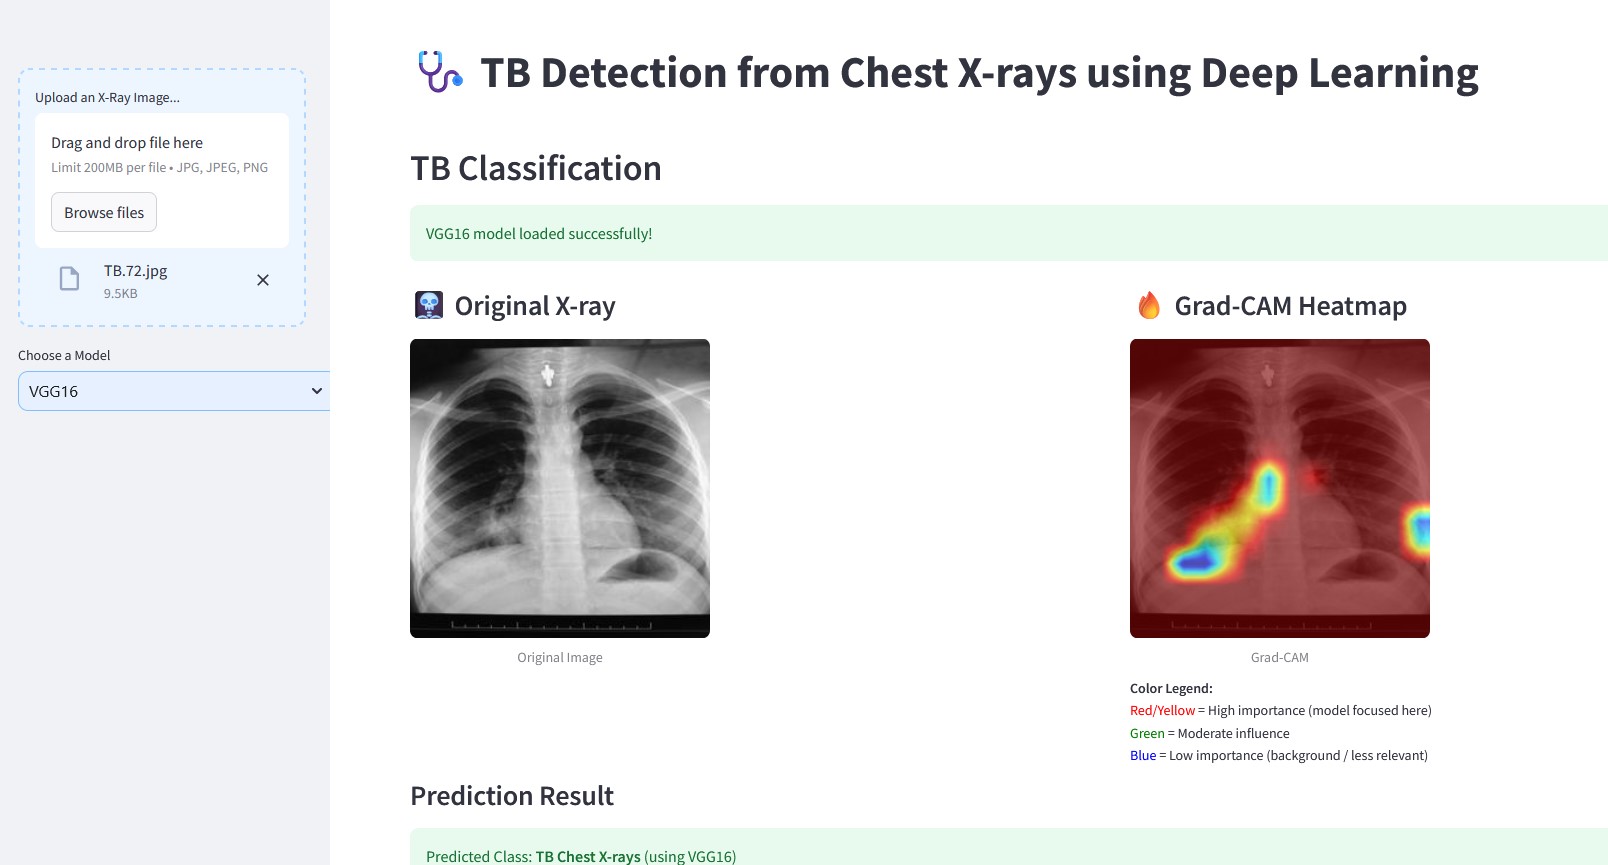 Upload an X-Ray Image...
Drag and drop file here
Limit 200MB per file • JPG, JPEG, PNG
Browse files
TB.72.jpg
9.5KB
Choose a Model
VGG16
TB Detection from Chest X-rays using Deep Learning
TB Classification
VGG16 model loaded successfully!
Original X-ray
Original Image
Grad-CAM Heatmap
Grad-CAM
Color Legend:
Red/Yellow = High importance (model focused here)
Green = Moderate influence
Blue = Low importance (background / less relevant)
Prediction Result
Predicted Class: TB Chest X-rays (using VGG16)